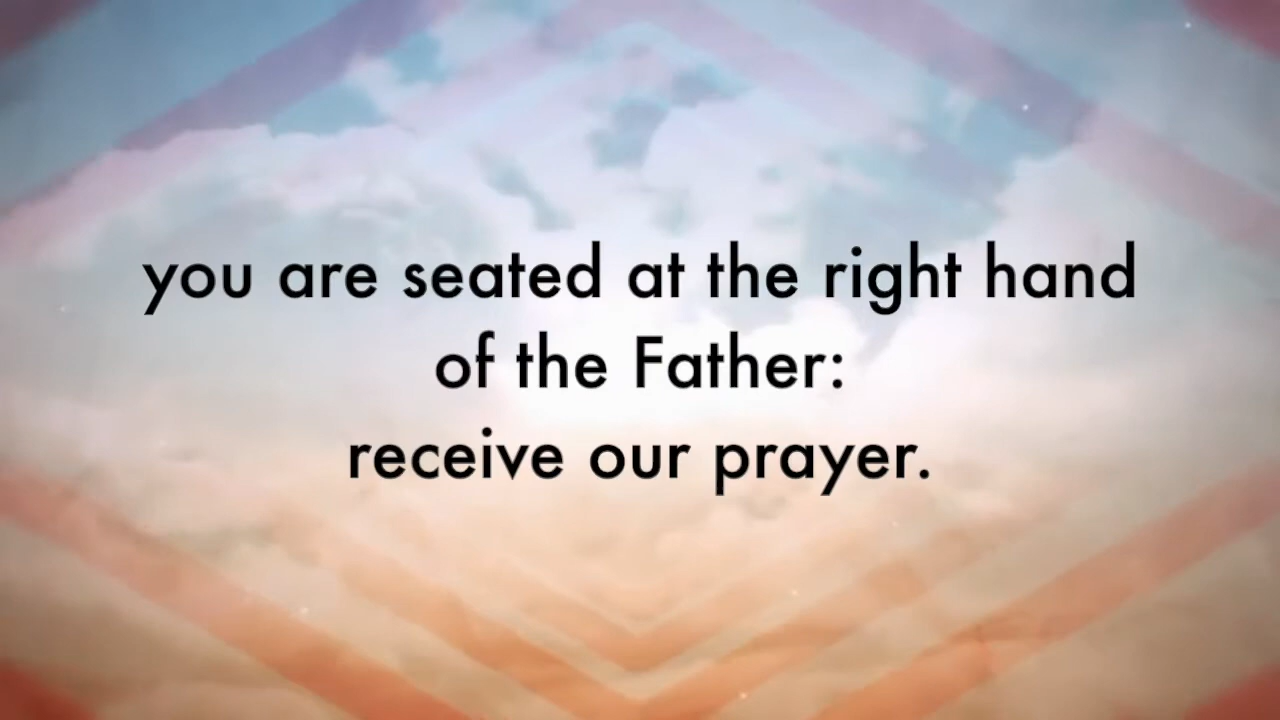 you are seated at the right hand
of the Father:
receive our prayer.